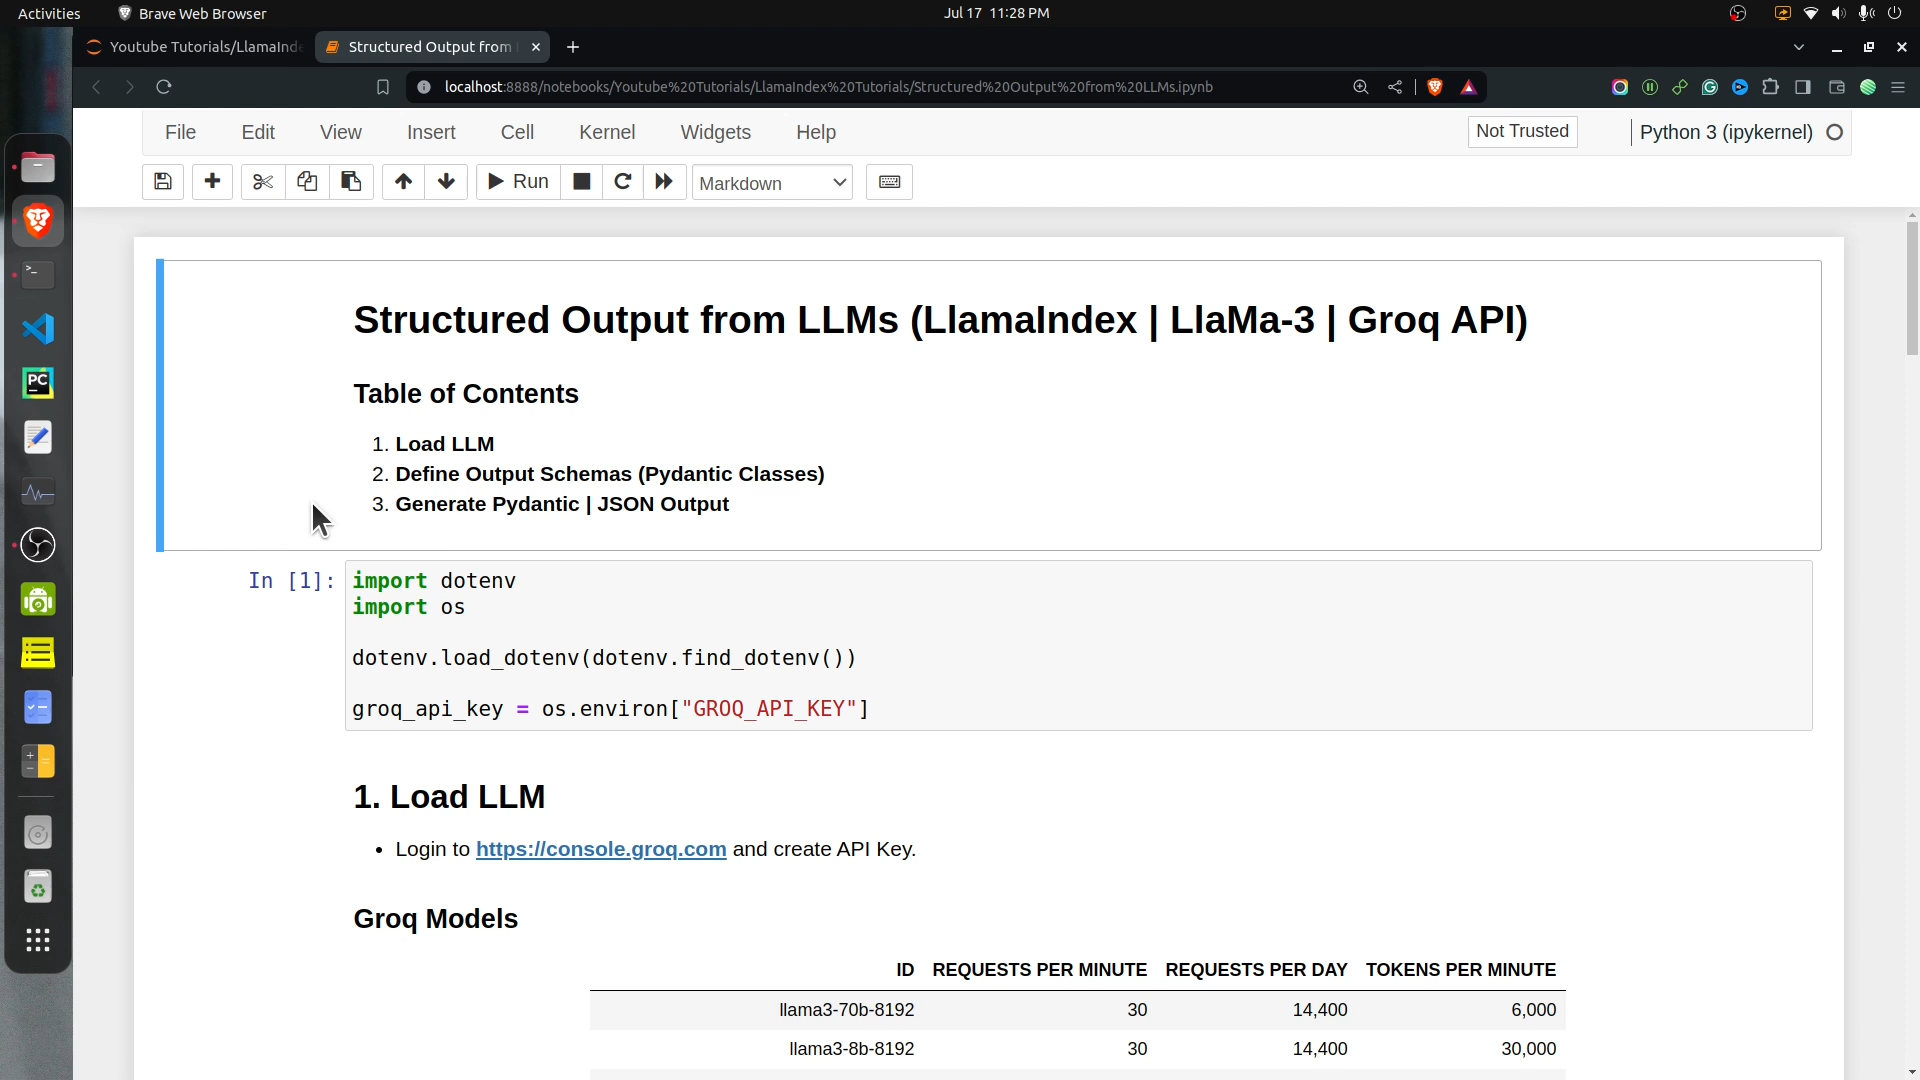 Activities Brave Web Browser Jul 17 11:28 PM
Youtube Tutorials/LlamaInde Structured Output from
localhost:8888/notebooks/Youtube%20Tutorials/LlamaIndex%20Tutorials/Structured%20Output%20from%20LLMs.ipynb
File Edit View Insert Cell Kernel Widgets Help Not Trusted Python 3 (ipykernel)
Run Markdown
Structured Output from LLMs (LlamaIndex | LlaMa-3 | Groq API)
Table of Contents
1. Load LLM
2. Define Output Schemas (Pydantic Classes)
3. Generate Pydantic | JSON Output
In [1]: import dotenv
import os
dotenv.load_dotenv(dotenv.find_dotenv())
groq_api_key = os.environ["GROQ_API_KEY"]
1. Load LLM
• Login to https://console.groq.com and create API Key.
Groq Models
ID REQUESTS PER MINUTE REQUESTS PER DAY TOKENS PER MINUTE
llama3-70b-8192 30 14,400 6,000
llama3-8b-8192 30 14,400 30,000